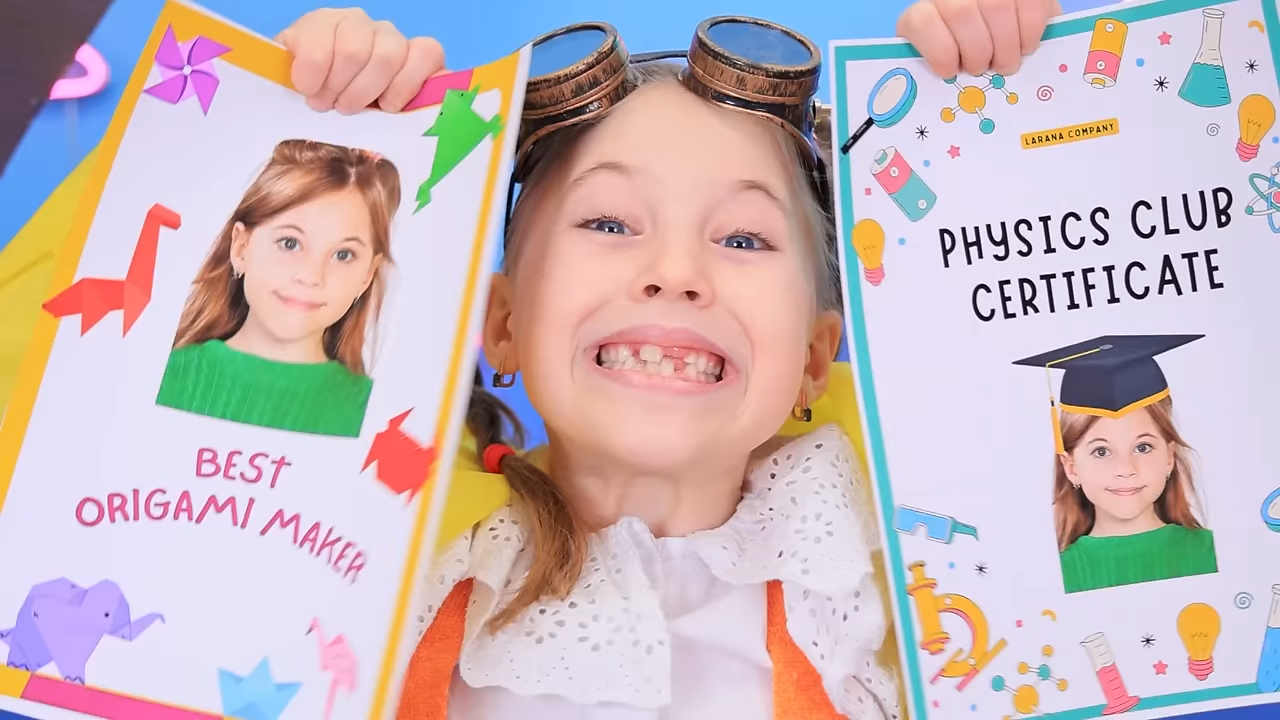 BEST
ORIGAMI MAKER
LARANA COMPANY
PHYSICS CLUB
CERTIFICATE